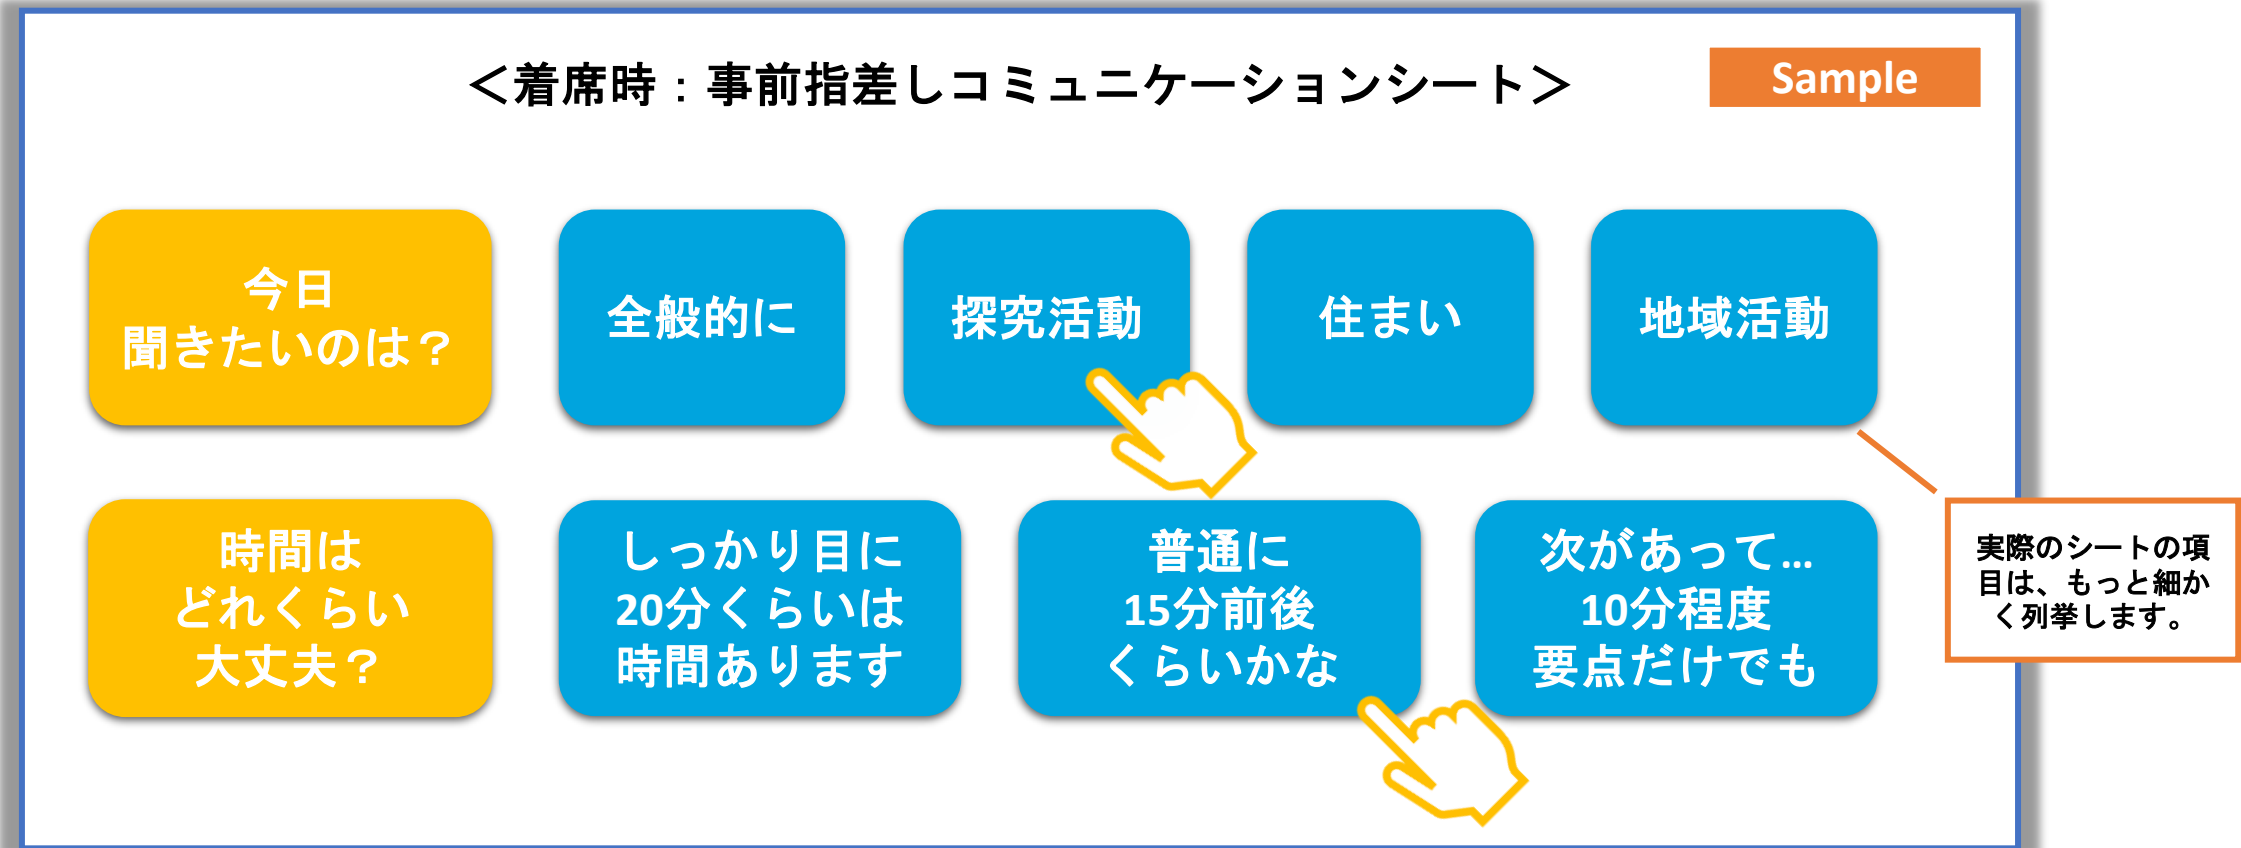 ＜着席時：事前指差しコミュニケーションシート＞
Sample
今日
聞きたいのは？
全般的に
探究活動
住まい
地域活動
時間は
どれくらい
大丈夫？
しっかり目に
20分くらいは
時間あります
普通に
15分前後
くらいかな
次があって…
10分程度
要点だけでも
実際のシートの項
目は、もっと細か
く列挙します。